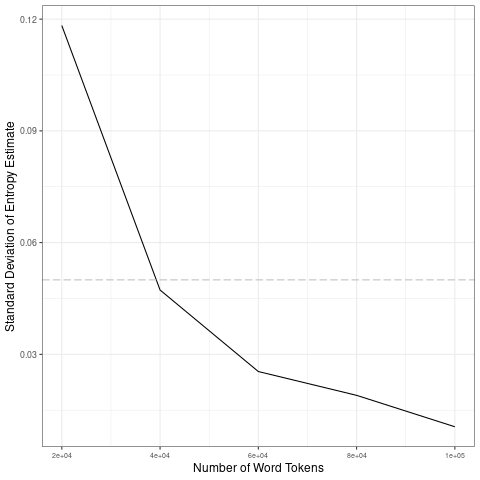 Standard Deviation of Entropy Estimate
0.12
0.09
0.06
0.03
2e+04 4e+04 6e+04 8e+04 1e+05
Number of Word Tokens